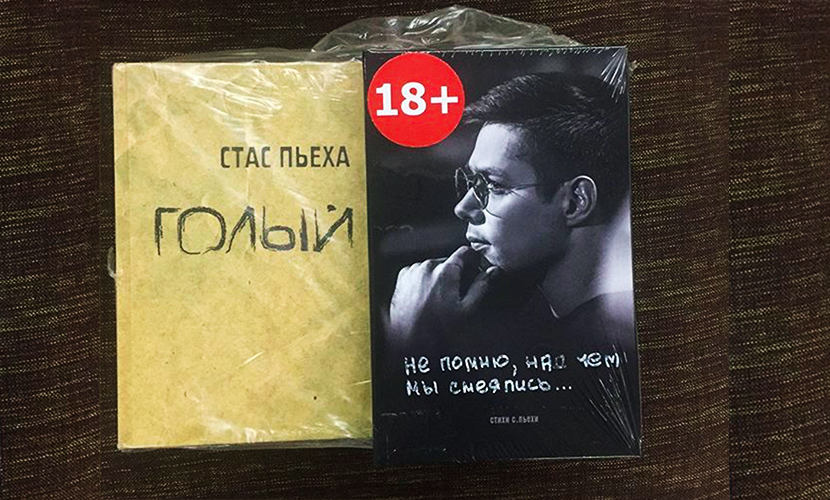 СТАС ПЬЕХА
ГОЛЫЙ
18+
не помню, над чем
мы смеялись...
СТИХИ С.ПЬЕХИ